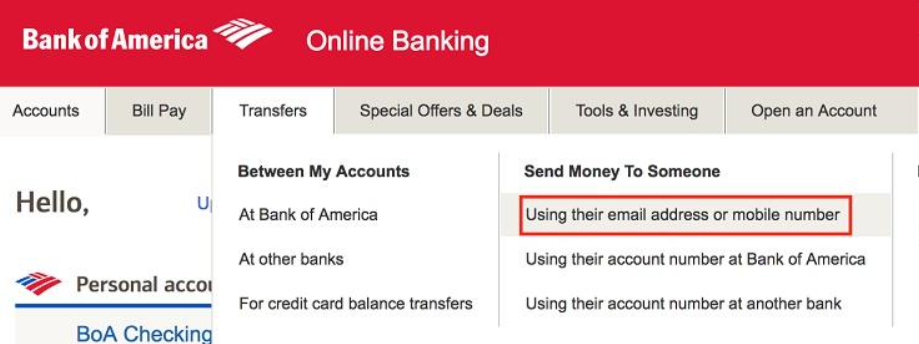 Bank of America Online Banking
Accounts Bill Pay Transfers Special Offers & Deals Tools & Investing Open an Account
Between My Accounts Send Money To Someone
Hello,
At Bank of America Using their email address or mobile number
At other banks Using their account number at Bank of America
Personal
For credit card balance transfers Using their account number at another bank
BoA Checking